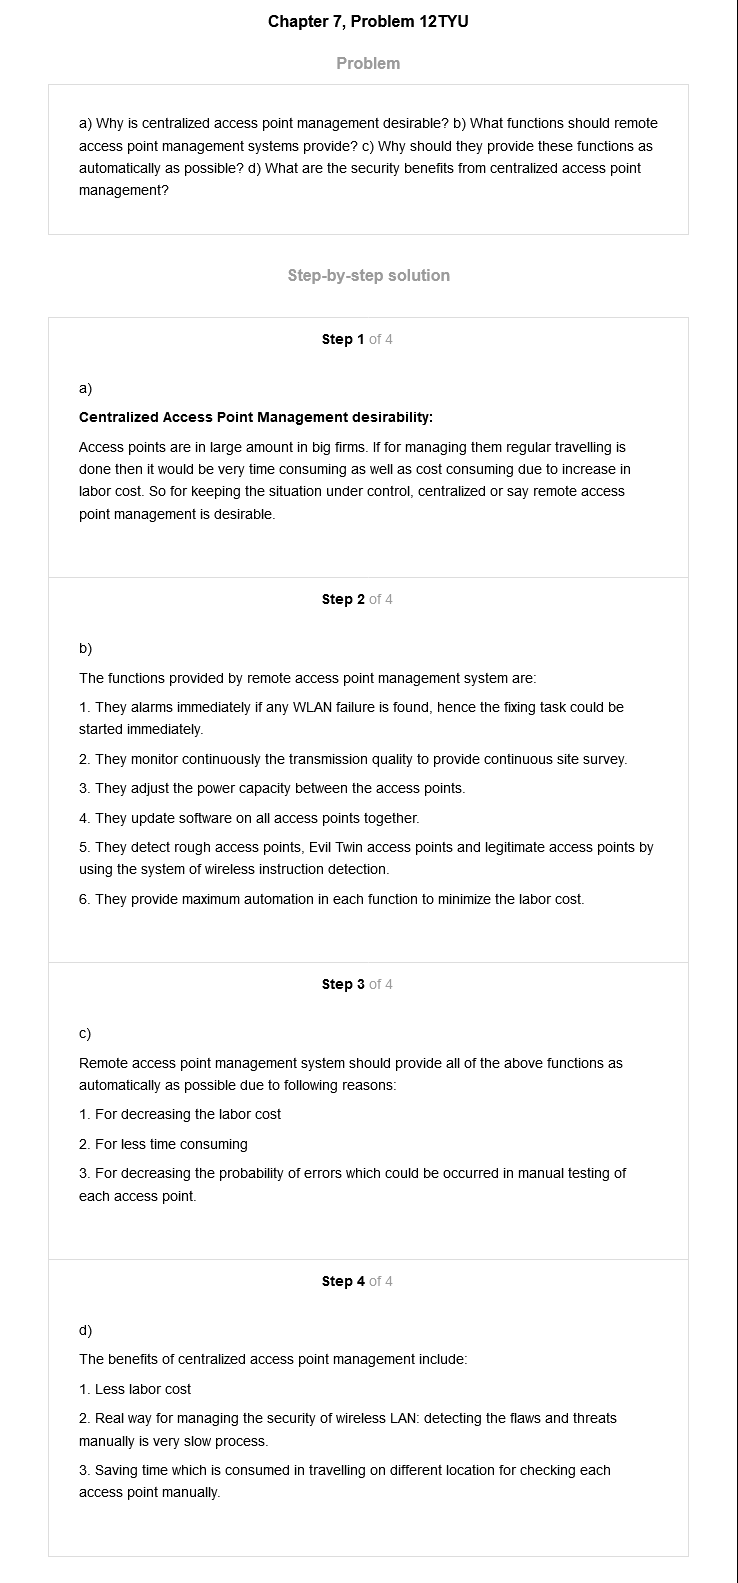 Chapter 7, Problem 12TYU
Problem
a) Why is centralized access point management desirable? b) What functions should remote
access point management systems provide? c) Why should they provide these functions as
automatically as possible? d) What are the security benefits from centralized access point
management?
Step-by-step solution
Step 1 of 4
a)
Centralized Access Point Management desirability:
Access points are in large amount in big firms. If for managing them regular travelling is
done then it would be very time consuming as well as cost consuming due to increase in
labor cost. So for keeping the situation under control, centralized or say remote access
point management is desirable.
Step 2 of 4
b)
The functions provided by remote access point management system are:
1. They alarms immediately if any WLAN failure is found, hence the fixing task could be
started immediately.
2. They monitor continuously the transmission quality to provide continuous site survey.
3. They adjust the power capacity between the access points.
4. They update software on all access points together.
5. They detect rough access points, Evil Twin access points and legitimate access points by
using the system of wireless instruction detection.
6. They provide maximum automation in each function to minimize the labor cost.
Step 3 of 4
c)
Remote access point management system should provide all of the above functions as
automatically as possible due to following reasons:
1. For decreasing the labor cost
2. For less time consuming
3. For decreasing the probability of errors which could be occurred in manual testing of
each access point.
Step 4 of 4
d)
The benefits of centralized access point management include:
1. Less labor cost
2. Real way for managing the security of wireless LAN: detecting the flaws and threats
manually is very slow process.
3. Saving time which is consumed in travelling on different location for checking each
access point manually.